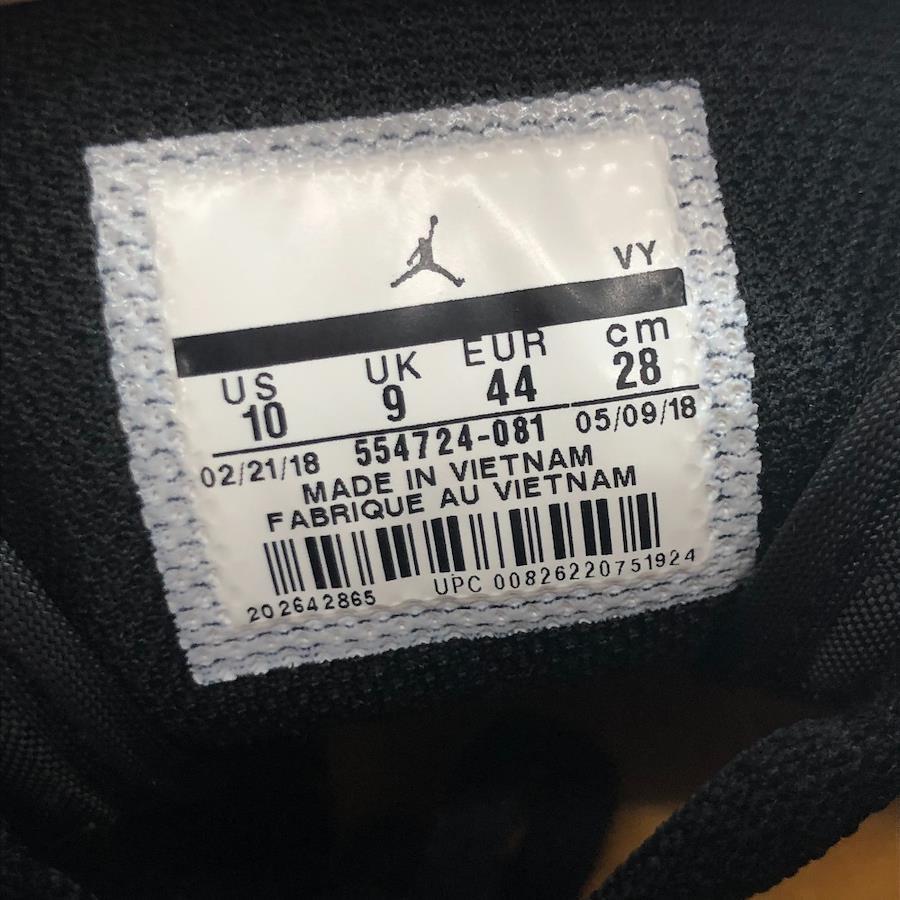 VY
US UK EUR cm
10 9 44 28
02/21/18 554724-081 05/09/18
MADE IN VIETNAM
FABRIQUE AU VIETNAM
202642865 UPC 00826220751924